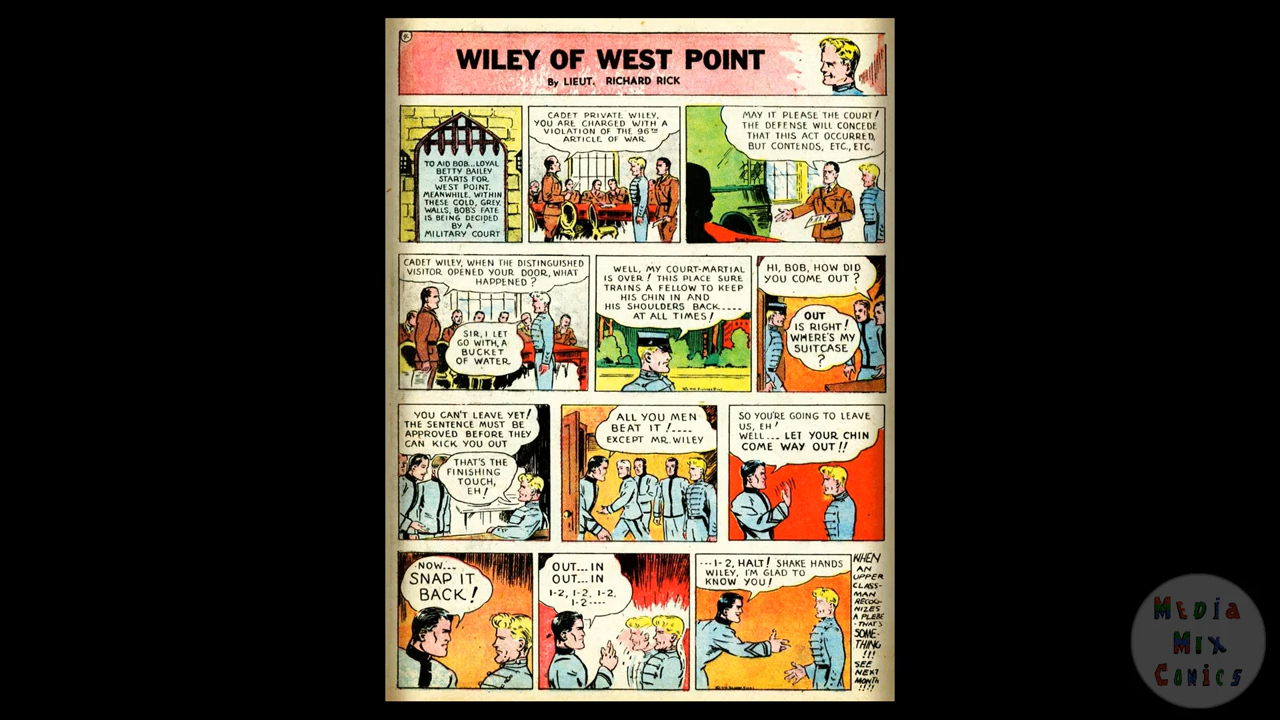 WILEY OF WEST POINT
By LIEUT. RICHARD RICK
TO AID BOB...LOYAL
BETTY BAILEY
STARTS FOR
WEST POINT.
MEANWHILE, WITHIN
THESE COLD, GREY
WALLS, BOB'S FATE
IS BEING DECIDED
BY A
MILITARY COURT
CADET PRIVATE WILEY,
YOU ARE CHARGED WITH A
VIOLATION OF THE 96TH
ARTICLE OF WAR
MAY IT PLEASE THE COURT!
THE DEFENSE WILL CONCEDE
THAT THIS ACT OCCURRED,
BUT CONTENDS, ETC., ETC.
CADET WILEY, WHEN THE DISTINGUISHED
VISITOR OPENED YOUR DOOR, WHAT
HAPPENED?
SIR, I LET
GO WITH, A
BUCKET
OF WATER
WELL, MY COURT-MARTIAL
IS OVER! THIS PLACE SURE
TRAINS A FELLOW TO KEEP
HIS CHIN IN AND
HIS SHOULDERS BACK----
AT ALL TIMES!
HI, BOB, HOW DID
YOU COME OUT?
OUT
IS RIGHT!
WHERE'S MY
SUITCASE
?
YOU CAN'T LEAVE YET!
THE SENTENCE MUST BE
APPROVED BEFORE THEY
CAN KICK YOU OUT
THAT'S THE
FINISHING
TOUCH,
EH!
ALL YOU MEN
BEAT IT!----
EXCEPT MR. WILEY
SO YOU'RE GOING TO LEAVE
US, EH!
WELL... LET YOUR CHIN
COME WAY OUT!!
NOW...
SNAP IT
BACK!
OUT...IN
OUT...IN
1-2, 1-2, 1-2,
1-2----
---1-2, HALT! SHAKE HANDS
WILEY, I'M GLAD TO
KNOW YOU!
WHEN
AN
UPPER
CLASS-
MAN
RECOG-
NIZES
A PLEBE
-THAT'S
SOME-
THING
!!!
SEE
NEXT
MONTH
!!!!
MEDiA
Mix
COMiCS